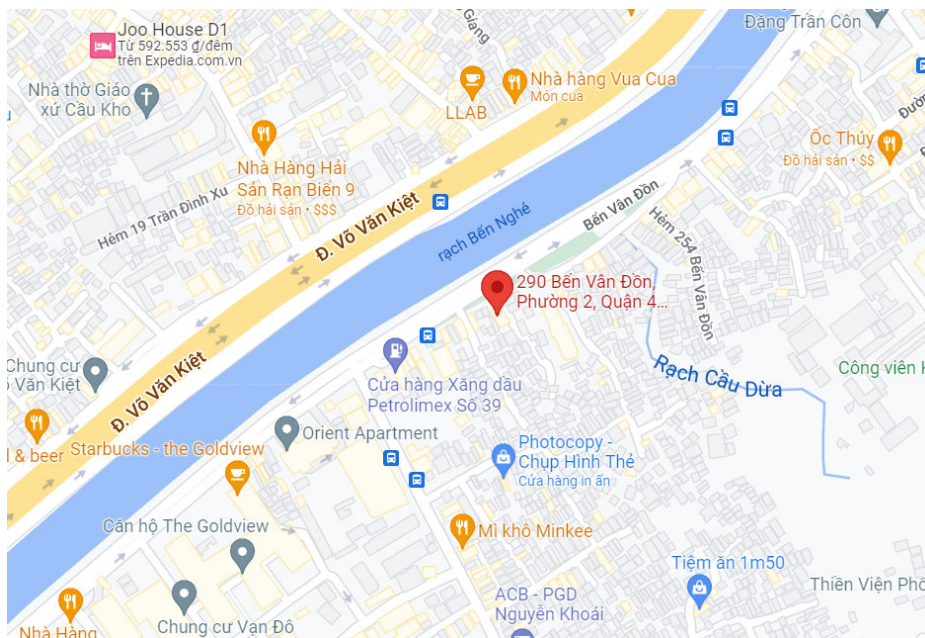 Joo House D1
Từ 592.553 ₫/đêm
trên Expedia.com.vn
Giang
Đặng Trần Côn
Nhà thờ Giáo
xứ Cầu Kho
LLAB
Nhà hàng Vua Cua
Món cua
Ốc Thúy
Đồ hải sản • $$
Nhà Hàng Hải
Sản Rạn Biển 9
Đồ hải sản • $$$
Hẻm 19 Trần Đình Xu
Đ. Võ Văn Kiệt
rạch Bến Nghé
Bến Vân Đồn
Hẻm 254 Bến Vân Đồn
290 Bến Vân Đồn,
Phường 2, Quận 4...
Rạch Cầu Dừa
Công viên
Chung cư
Văn Kiệt
Đ. Võ Văn Kiệt
Cửa hàng Xăng dầu
Petrolimex Số 39
Orient Apartment
& beer
Starbucks - the Goldview
Photocopy -
Chụp Hình Thẻ
Cửa hàng in ấn
Căn hộ The Goldview
Mì khô Minkee
Tiệm ăn 1m50
ACB - PGD
Nguyễn Khoái
Thiền Viện
Chung cư Vạn Đô
Nhà Hàng